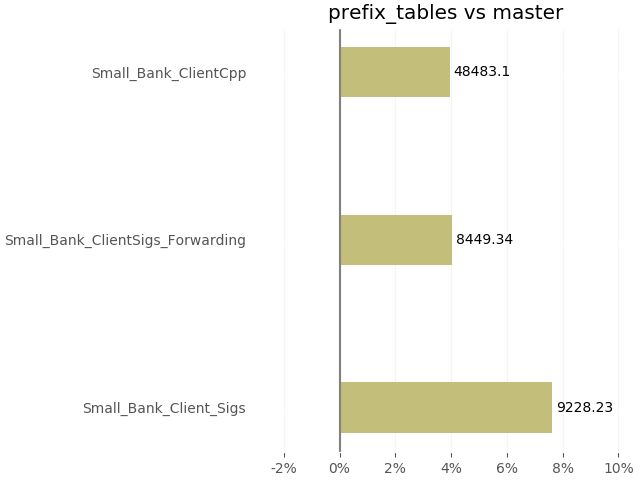 prefix_tables vs master
Small_Bank_ClientCpp
48483.1
Small_Bank_ClientSigs_Forwarding
8449.34
Small_Bank_Client_Sigs
9228.23
-2% 0% 2% 4% 6% 8% 10%